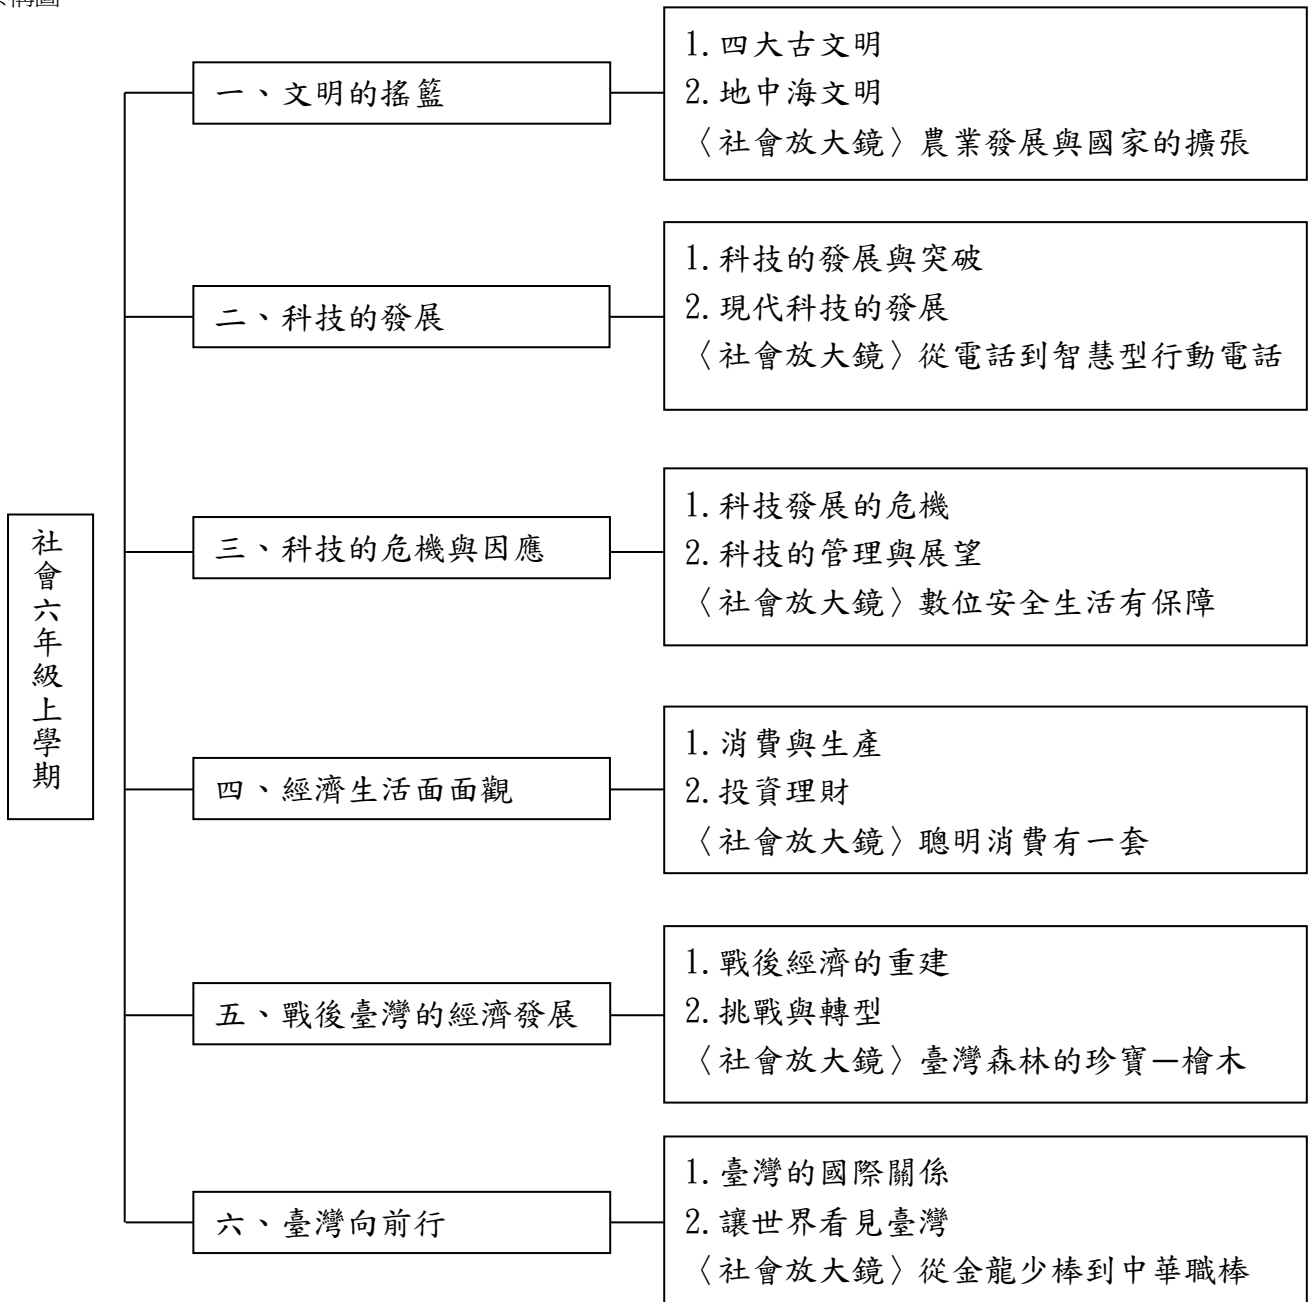 構圖
社會六年級上學期
一、文明的搖籃
1.四大古文明
2.地中海文明
〈社會放大鏡〉農業發展與國家的擴張
二、科技的發展
1.科技的發展與突破
2.現代科技的發展
〈社會放大鏡〉從電話到智慧型行動電話
三、科技的危機與因應
1.科技發展的危機
2.科技的管理與展望
〈社會放大鏡〉數位安全生活有保障
四、經濟生活面面觀
1.消費與生產
2.投資理財
〈社會放大鏡〉聰明消費有一套
五、戰後臺灣的經濟發展
1.戰後經濟的重建
2.挑戰與轉型
〈社會放大鏡〉臺灣森林的珍寶—檜木
六、臺灣向前行
1.臺灣的國際關係
2.讓世界看見臺灣
〈社會放大鏡〉從金龍少棒到中華職棒